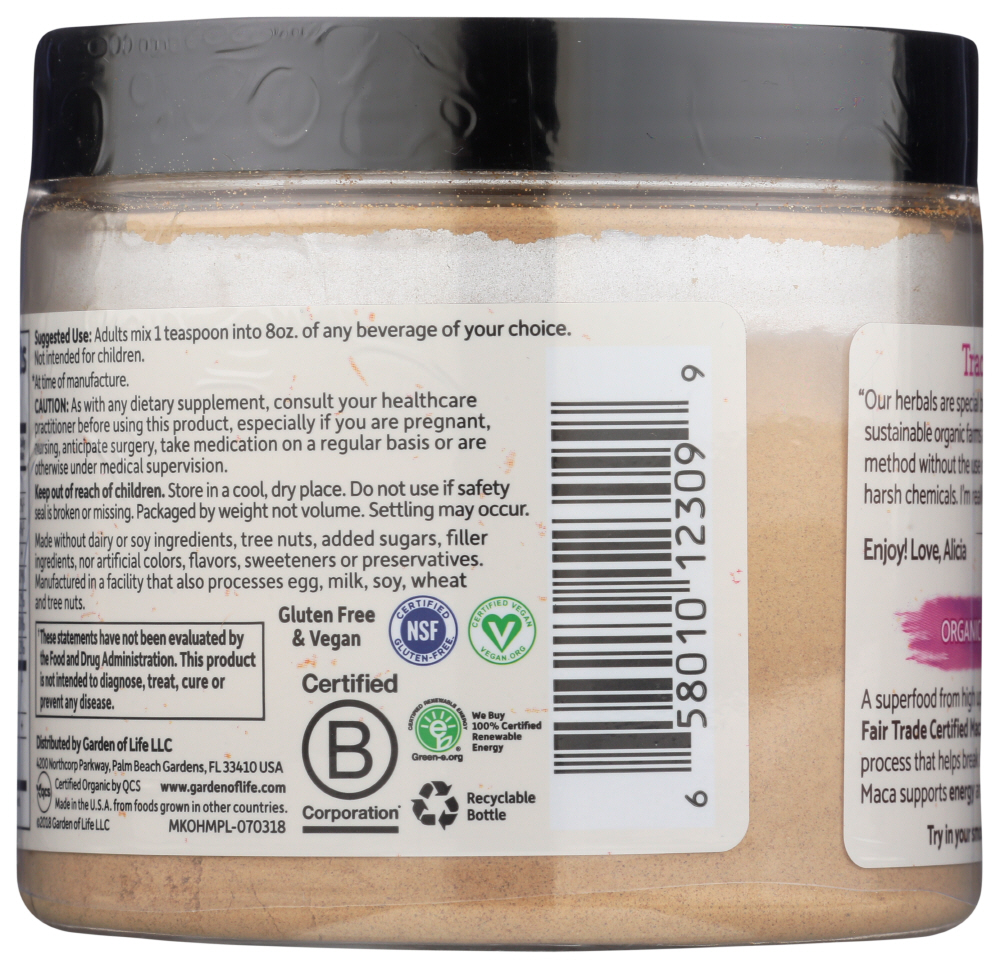 Suggested Use: Adults mix 1 teaspoon into 8oz. of any beverage of your choice.
Not intended for children.
*At time of manufacture.
CAUTION: As with any dietary supplement, consult your healthcare
practitioner before using this product, especially if you are pregnant,
nursing, anticipate surgery, take medication on a regular basis or are
otherwise under medical supervision.
Keep out of reach of children. Store in a cool, dry place. Do not use if safety
seal is broken or missing. Packaged by weight not volume. Settling may occur.
Made without dairy or soy ingredients, tree nuts, added sugars, filler
ingredients, nor artificial colors, flavors, sweeteners or preservatives.
Manufactured in a facility that also processes egg, milk, soy, wheat
and tree nuts.
Gluten Free
& Vegan
CERTIFIED
NSF
GLUTEN-FREE
CERTIFIED VEGAN
V
VEGAN.ORG
†These statements have not been evaluated by
the Food and Drug Administration. This product
is not intended to diagnose, treat, cure or
prevent any disease.
Certified
B
Corporation
CERTIFIED RENEWABLE ENERGY
Green-e.org
We Buy
100% Certified
Renewable
Energy
Recyclable
Bottle
Distributed by Garden of Life LLC
4200 Northcorp Parkway, Palm Beach Gardens, FL 33410 USA
QCS
Certified Organic by QCS www.gardenoflife.com
Made in the U.S.A. from foods grown in other countries.
©2018 Garden of Life LLC MKOHMPL-070318
6 58010 12309 9
"Our herbals are special
sustainable organic
method without the
harsh chemicals. I'm
Enjoy! Love, Alicia
ORGANIC
A superfood from high
Fair Trade Certified
process that helps
Maca supports energy
Try in your